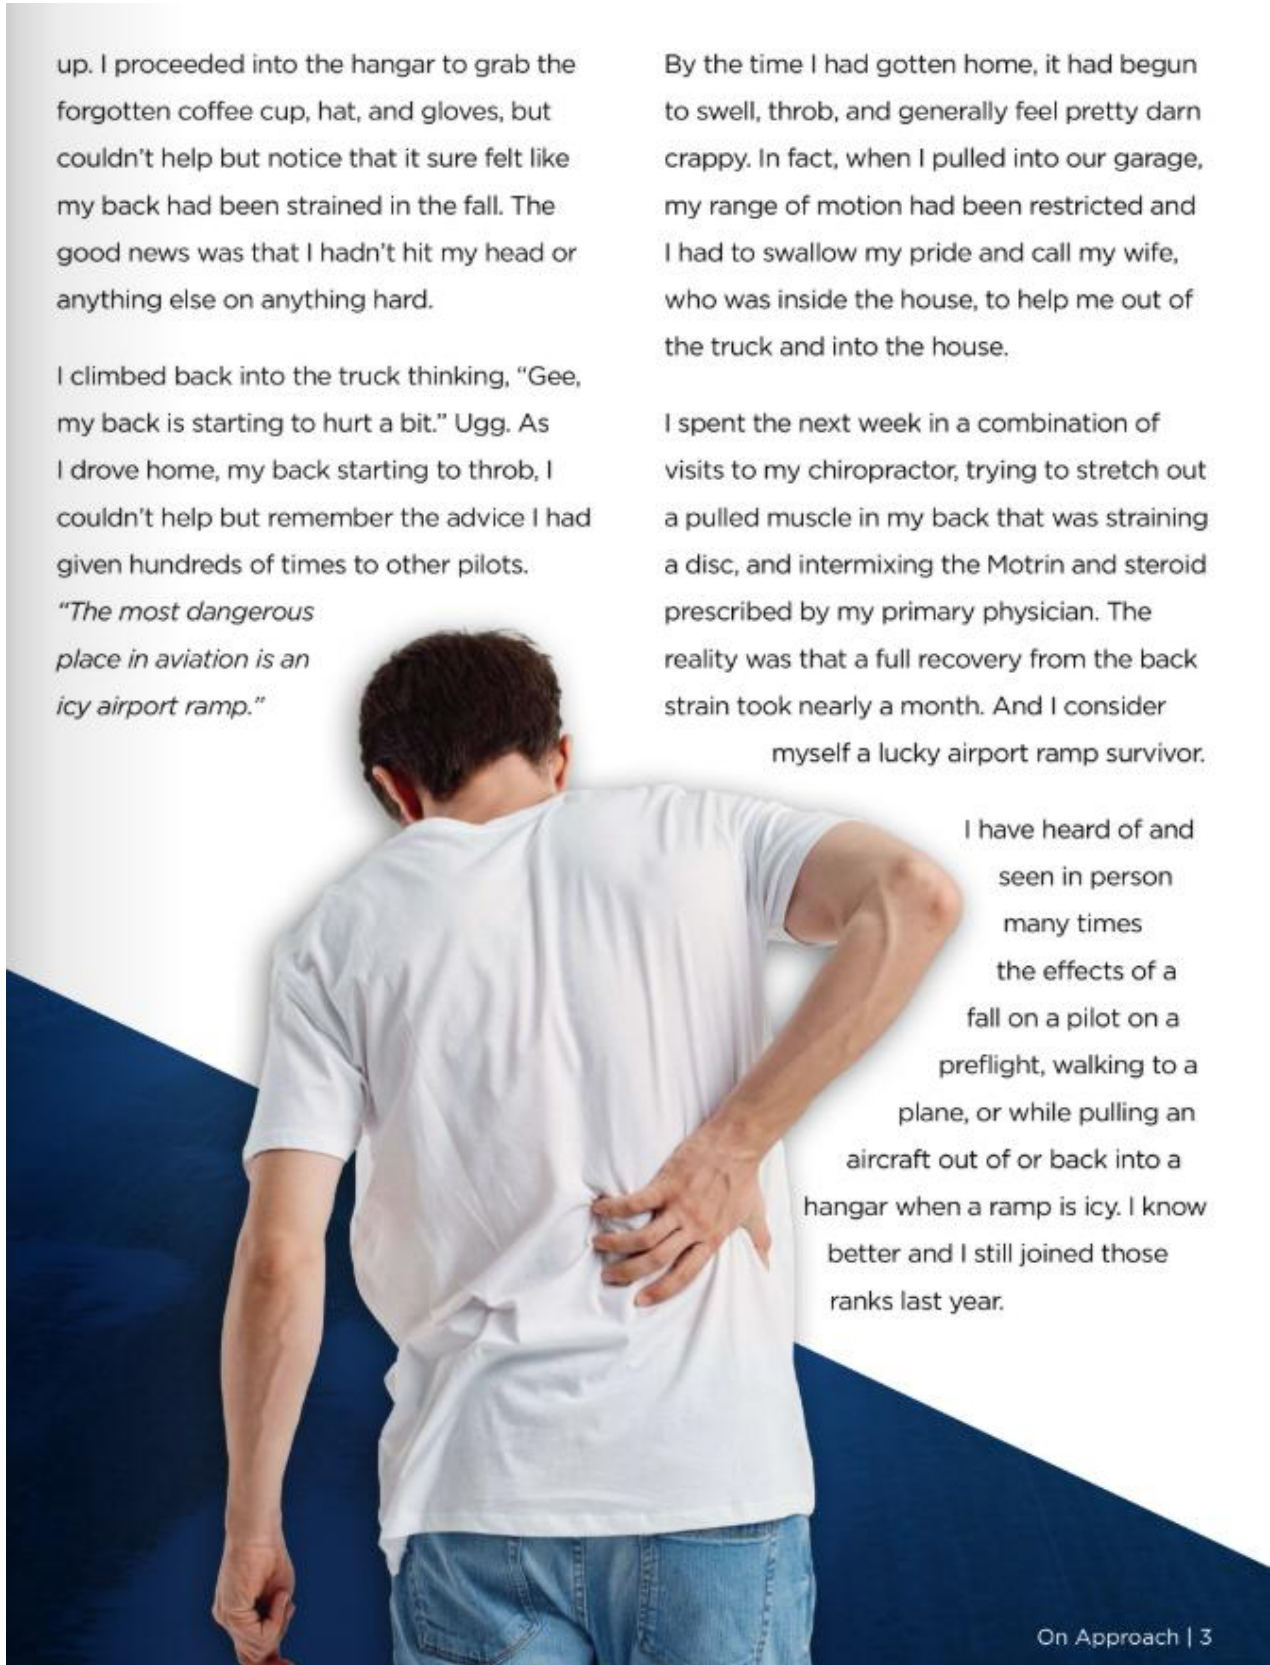 up. I proceeded into the hangar to grab the
forgotten coffee cup, hat, and gloves, but
couldn't help but notice that it sure felt like
my back had been strained in the fall. The
good news was that I hadn't hit my head or
anything else on anything hard.
I climbed back into the truck thinking, “Gee,
my back is starting to hurt a bit.” Ugg. As
I drove home, my back starting to throb, I
couldn't help but remember the advice I had
given hundreds of times to other pilots.
“The most dangerous
place in aviation is an
icy airport ramp.”
By the time I had gotten home, it had begun
to swell, throb, and generally feel pretty darn
crappy. In fact, when I pulled into our garage,
my range of motion had been restricted and
I had to swallow my pride and call my wife,
who was inside the house, to help me out of
the truck and into the house.
I spent the next week in a combination of
visits to my chiropractor, trying to stretch out
a pulled muscle in my back that was straining
a disc, and intermixing the Motrin and steroid
prescribed by my primary physician. The
reality was that a full recovery from the back
strain took nearly a month. And I consider
myself a lucky airport ramp survivor.
I have heard of and
seen in person
many times
the effects of a
fall on a pilot on a
preflight, walking to a
plane, or while pulling an
aircraft out of or back into a
hangar when a ramp is icy. I know
better and I still joined those
ranks last year.
On Approach | 3